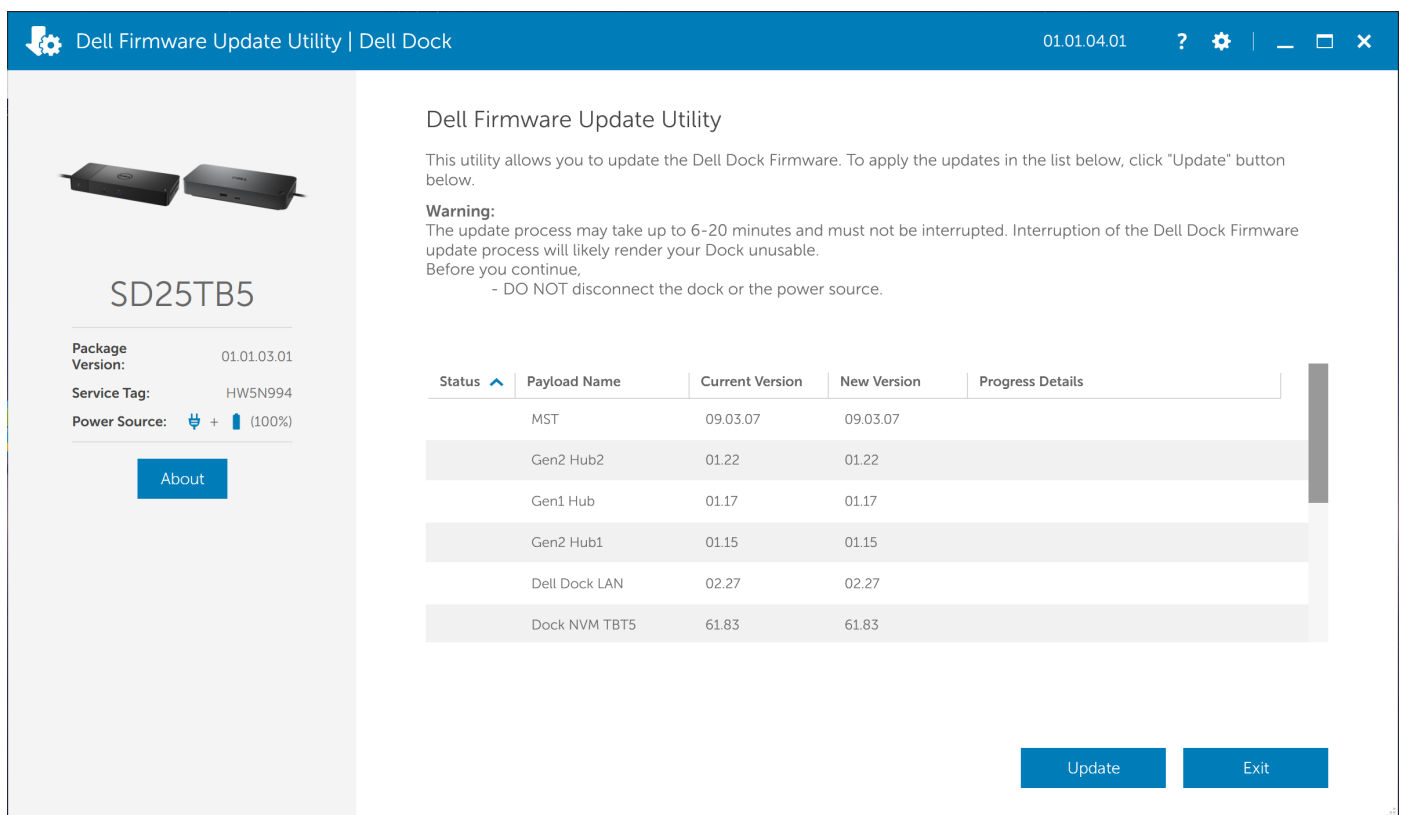 Dell Firmware Update Utility | Dell Dock
01.01.04.01
?
Dell Firmware Update Utility
This utility allows you to update the Dell Dock Firmware. To apply the updates in the list below, click "Update" button
below.
Warning:
The update process may take up to 6-20 minutes and must not be interrupted. Interruption of the Dell Dock Firmware
update process will likely render your Dock unusable.
Before you continue,
- DO NOT disconnect the dock or the power source.
SD25TB5
Package
Version: 01.01.03.01
Service Tag: HW5N994
Power Source: + (100%)
About
Status Payload Name Current Version New Version Progress Details
MST 09.03.07 09.03.07
Gen2 Hub2 01.22 01.22
Gen1 Hub 01.17 01.17
Gen2 Hub1 01.15 01.15
Dell Dock LAN 02.27 02.27
Dock NVM TBT5 61.83 61.83
Update Exit